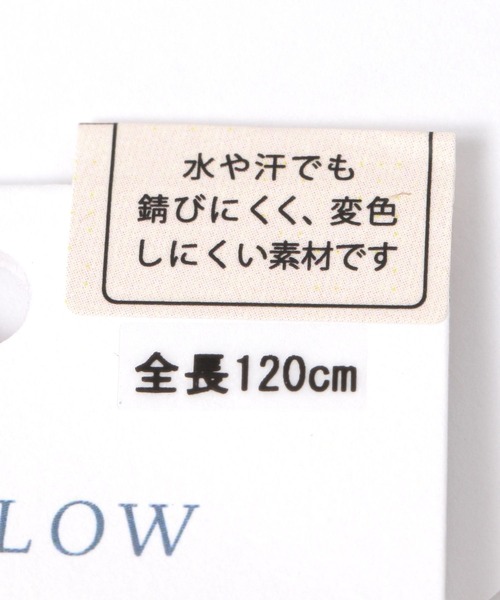 水や汗でも
錆びにくく、変色
しにくい素材です
全長120cm
LOW